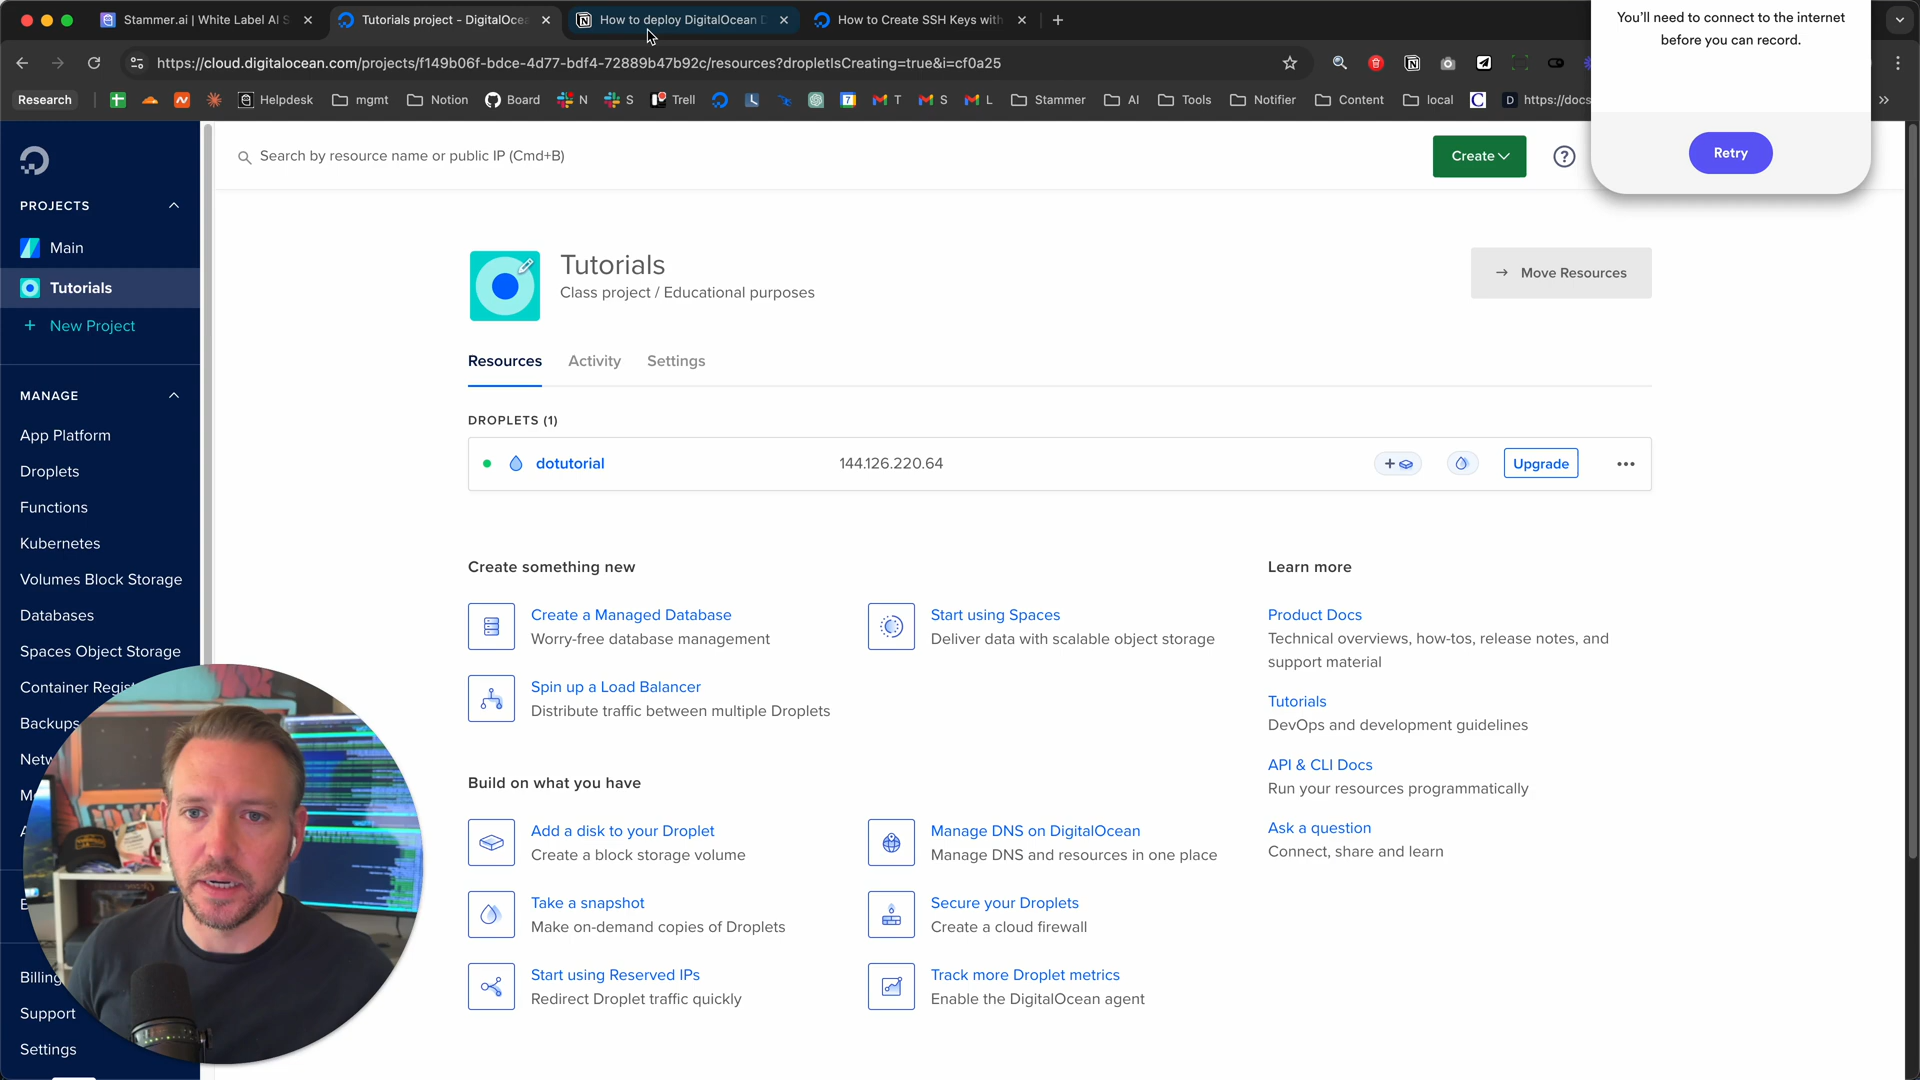 Stammer.ai | White Label AI S
Tutorials project - DigitalOcea
How to deploy DigitalOcean D
How to Create SSH Keys with
You'll need to connect to the internet
before you can record.
Retry
https://cloud.digitalocean.com/projects/f149b06f-bdce-4d77-bdf4-72889b47b92c/resources?dropletIsCreating=true&i=cf0a25
Research
Helpdesk
mgmt
Notion
Board
N
S
Trell
7
T
S
L
Stammer
AI
Tools
Notifier
Content
local
C
D
https://docs
Search by resource name or public IP (Cmd+B)
Create
?
PROJECTS
Main
Tutorials
+ New Project
MANAGE
App Platform
Droplets
Functions
Kubernetes
Volumes Block Storage
Databases
Spaces Object Storage
Container Regist
Backups
Netw
Billing
Support
Settings
Tutorials
Class project / Educational purposes
→ Move Resources
Resources
Activity
Settings
DROPLETS (1)
dotutorial
144.126.220.64
+
Upgrade
Create something new
Create a Managed Database
Worry-free database management
Start using Spaces
Deliver data with scalable object storage
Spin up a Load Balancer
Distribute traffic between multiple Droplets
Build on what you have
Add a disk to your Droplet
Create a block storage volume
Manage DNS on DigitalOcean
Manage DNS and resources in one place
Take a snapshot
Make on-demand copies of Droplets
Secure your Droplets
Create a cloud firewall
Start using Reserved IPs
Redirect Droplet traffic quickly
Track more Droplet metrics
Enable the DigitalOcean agent
Learn more
Product Docs
Technical overviews, how-tos, release notes, and
support material
Tutorials
DevOps and development guidelines
API & CLI Docs
Run your resources programmatically
Ask a question
Connect, share and learn